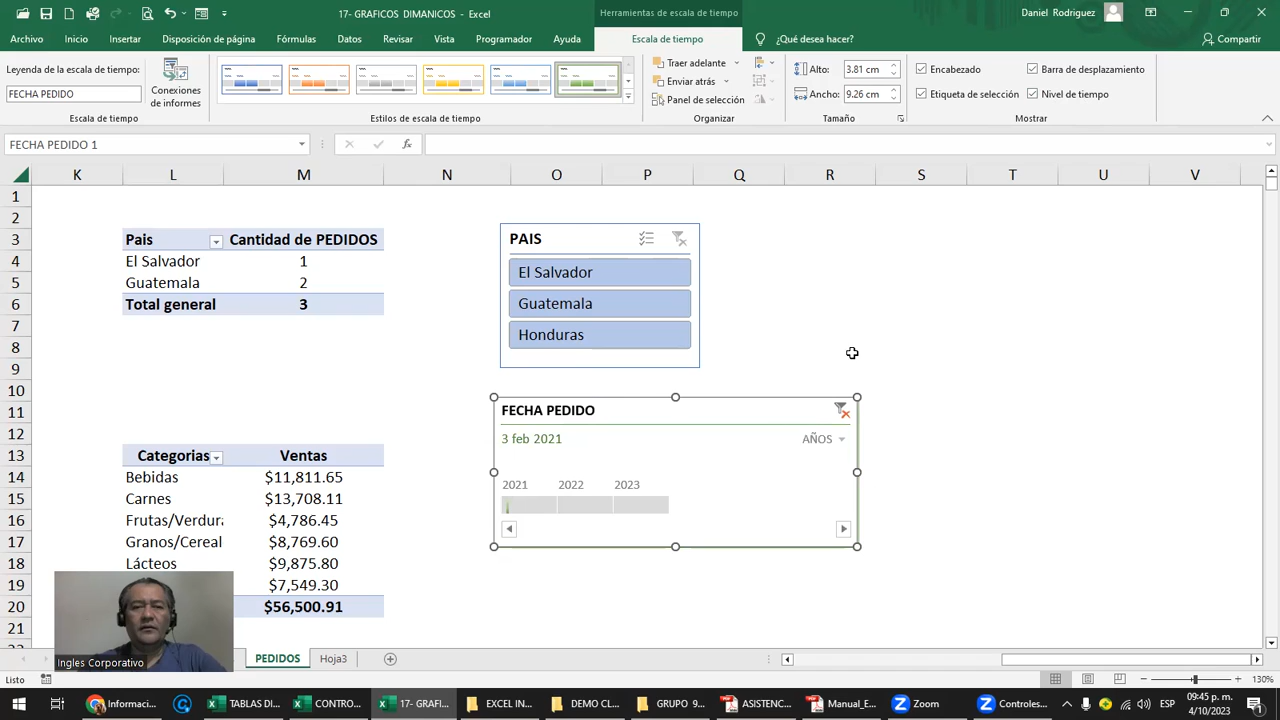 17- GRAFICOS DIMANICOS - Excel
Herramientas de escala de tiempo
Daniel Rodriguez
Archivo Inicio Insertar Disposición de página Fórmulas Datos Revisar Vista Programador Ayuda Escala de tiempo ¿Qué desea hacer? Compartir
Leyenda de la escala de tiempo:
FECHA PEDIDO
Conexiones
de informes
Escala de tiempo
Estilos de escala de tiempo
Traer adelante
Enviar atrás
Panel de selección
Organizar
Alto: 3.81 cm
Ancho: 9.26 cm
Tamaño
Encabezado Barra de desplazamiento
Etiqueta de selección Nivel de tiempo
Mostrar
FECHA PEDIDO 1
fx
K L M N O P Q R S T U V
1
2
3 Pais Cantidad de PEDIDOS
4 El Salvador 1
5 Guatemala 2
6 Total general 3
7
8
9
10
11
12
13 Categorias Ventas
14 Bebidas $11,811.65
15 Carnes $13,708.11
16 Frutas/Verdura $4,786.45
17 Granos/Cereal $8,769.60
18 Lácteos $9,875.80
19 $7,549.30
20 $56,500.91
21
PAIS
El Salvador
Guatemala
Honduras
FECHA PEDIDO
3 feb 2021 AÑOS
2021 2022 2023
Ingles Corporativo
PEDIDOS Hoja3
Listo
130%
Informaci... TABLAS DI... CONTRO... 17- GRAFI... EXCEL IN... DEMO CL... GRUPO 9... ASISTENC... Manual_E... Zoom Controles... ESP
09:45 p. m.
4/10/2023